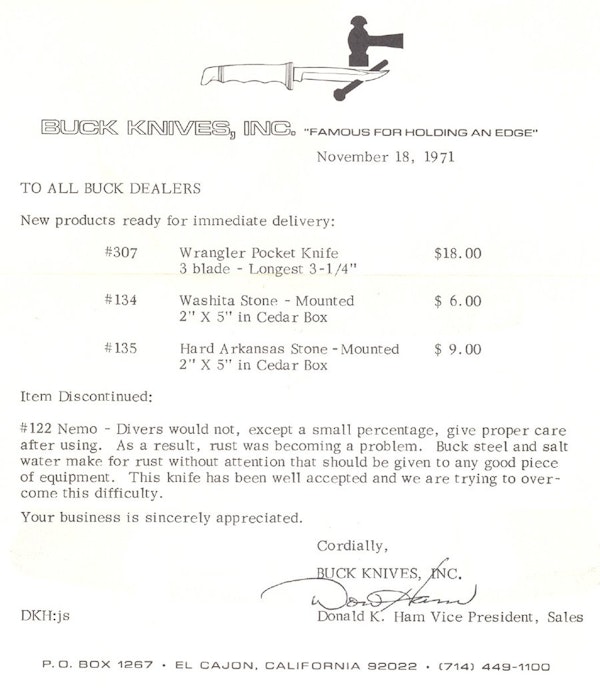 BUCK KNIVES, INC. "FAMOUS FOR HOLDING AN EDGE"
November 18, 1971
TO ALL BUCK DEALERS
New products ready for immediate delivery:
#307 Wrangler Pocket Knife $18.00
3 blade - Longest 3-1/4"
#134 Washita Stone - Mounted $ 6.00
2" X 5" in Cedar Box
#135 Hard Arkansas Stone - Mounted $ 9.00
2" X 5" in Cedar Box
Item Discontinued:
#122 Nemo - Divers would not, except a small percentage, give proper care
after using. As a result, rust was becoming a problem. Buck steel and salt
water make for rust without attention that should be given to any good piece
of equipment. This knife has been well accepted and we are trying to over-
come this difficulty.
Your business is sincerely appreciated.
Cordially,
BUCK KNIVES, INC.
Don Ham
DKH:js Donald K. Ham Vice President, Sales
P.O. BOX 1267 · EL CAJON, CALIFORNIA 92022 · (714) 449-1100